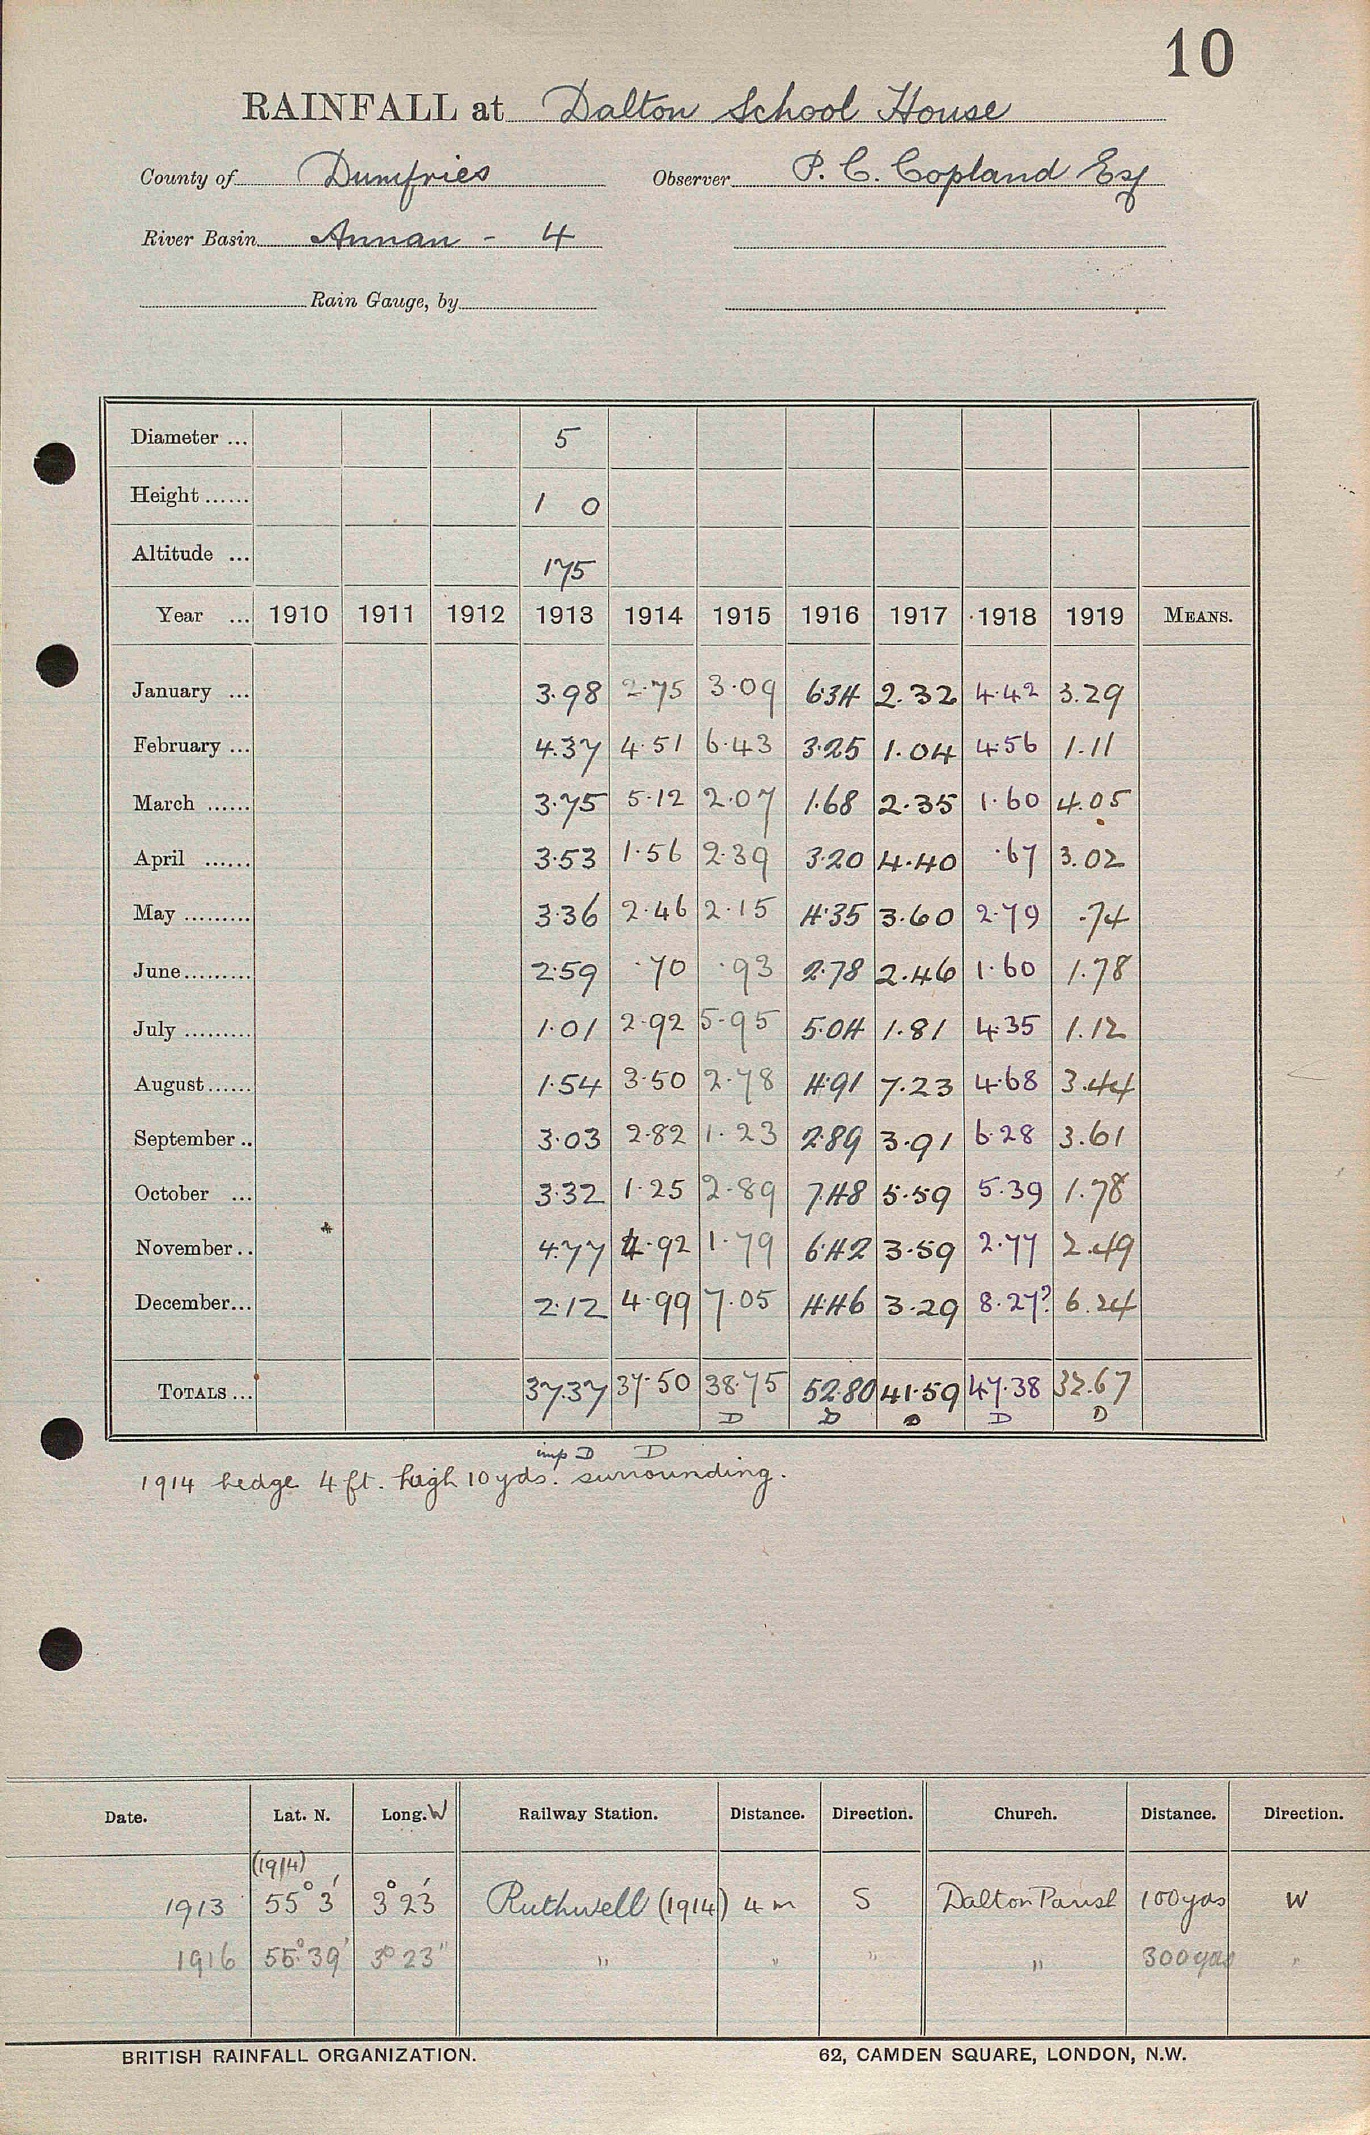 10
RAINFALL at Dalton School House
County of Dumfries Observer P. C. Copland Esq
River Basin Annan - 4
Rain Gauge, by
Diameter ... 5
Height ...... 1 0
Altitude ... 175
Year ... 1910 1911 1912 1913 1914 1915 1916 1917 1918 1919 MEANS.
January ... 3.98 2.75 3.09 6.34 2.32 4.42 3.29
February ... 4.37 4.51 6.43 3.25 1.04 4.56 1.11
March ...... 3.75 5.12 2.07 1.68 2.35 1.60 4.05
April ...... 3.53 1.56 2.39 3.20 4.40 .67 3.02
May ......... 3.36 2.46 2.15 4.35 3.60 2.79 .74
June ......... 2.59 .70 .93 2.78 2.46 1.60 1.78
July ......... 1.01 2.92 5.95 5.04 1.81 4.35 1.12
August ...... 1.54 3.50 2.78 4.91 7.23 4.68 3.44
September .. 3.03 2.82 1.23 2.89 3.91 6.28 3.61
October ... 3.32 1.25 2.89 7.48 5.59 5.39 1.78
November .. 4.77 4.92 1.79 6.42 3.59 2.77 2.49
December ... 2.12 4.99 7.05 4.46 3.29 8.27? 6.24
TOTALS ... 37.37 37.50 38.75 52.80 41.59 47.38 32.67
D D D D D
imp D D
1914 hedge 4 ft. high 10 yds. surrounding.
Date. Lat. N. Long. W Railway Station. Distance. Direction. Church. Distance. Direction.
(1914)
1913 55° 3' 3° 23' Ruthwell (1914) 4 m S Dalton Parish 100 yds W
1916 55° 39' 3° 23" " " " " 300 yds "
BRITISH RAINFALL ORGANIZATION. 62, CAMDEN SQUARE, LONDON, N.W.